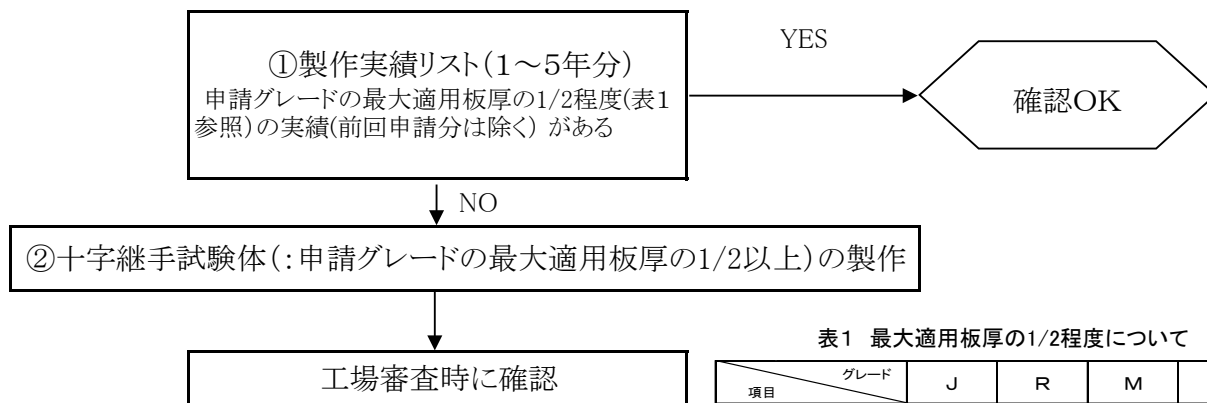 ①製作実績リスト(1～5年分)
申請グレードの最大適用板厚の1/2程度(表1
参照)の実績(前回申請分は除く) がある
YES
確認OK
NO
②十字継手試験体(：申請グレードの最大適用板厚の1/2以上)の製作
工場審査時に確認
表1　最大適用板厚の1/2程度について
グレード
項目
J
R
M